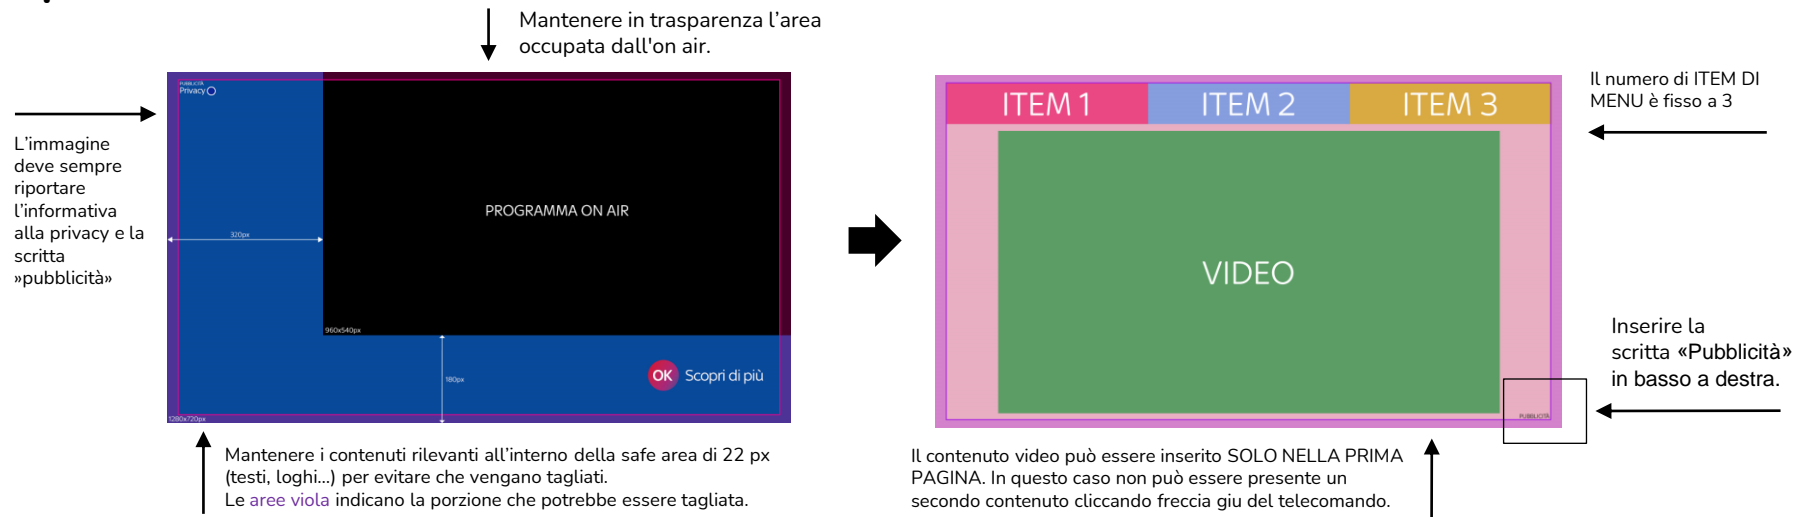 Mantenere in trasparenza l’area
occupata dall'on air.
L’immagine
deve sempre
riportare
l’informativa
alla privacy e la
scritta
»pubblicità»
PUBBLICITÀ
Privacy
PROGRAMMA ON AIR
320px
960x540px
180px
OK Scopri di più
1280x720px
Mantenere i contenuti rilevanti all’interno della safe area di 22 px
(testi, loghi...) per evitare che vengano tagliati.
Le aree viola indicano la porzione che potrebbe essere tagliata.
ITEM 1
ITEM 2
ITEM 3
VIDEO
PUBBLICITÀ
Il numero di ITEM DI
MENU è fisso a 3
Inserire la
scritta «Pubblicità»
in basso a destra.
Il contenuto video può essere inserito SOLO NELLA PRIMA
PAGINA. In questo caso non può essere presente un
secondo contenuto cliccando freccia giu del telecomando.